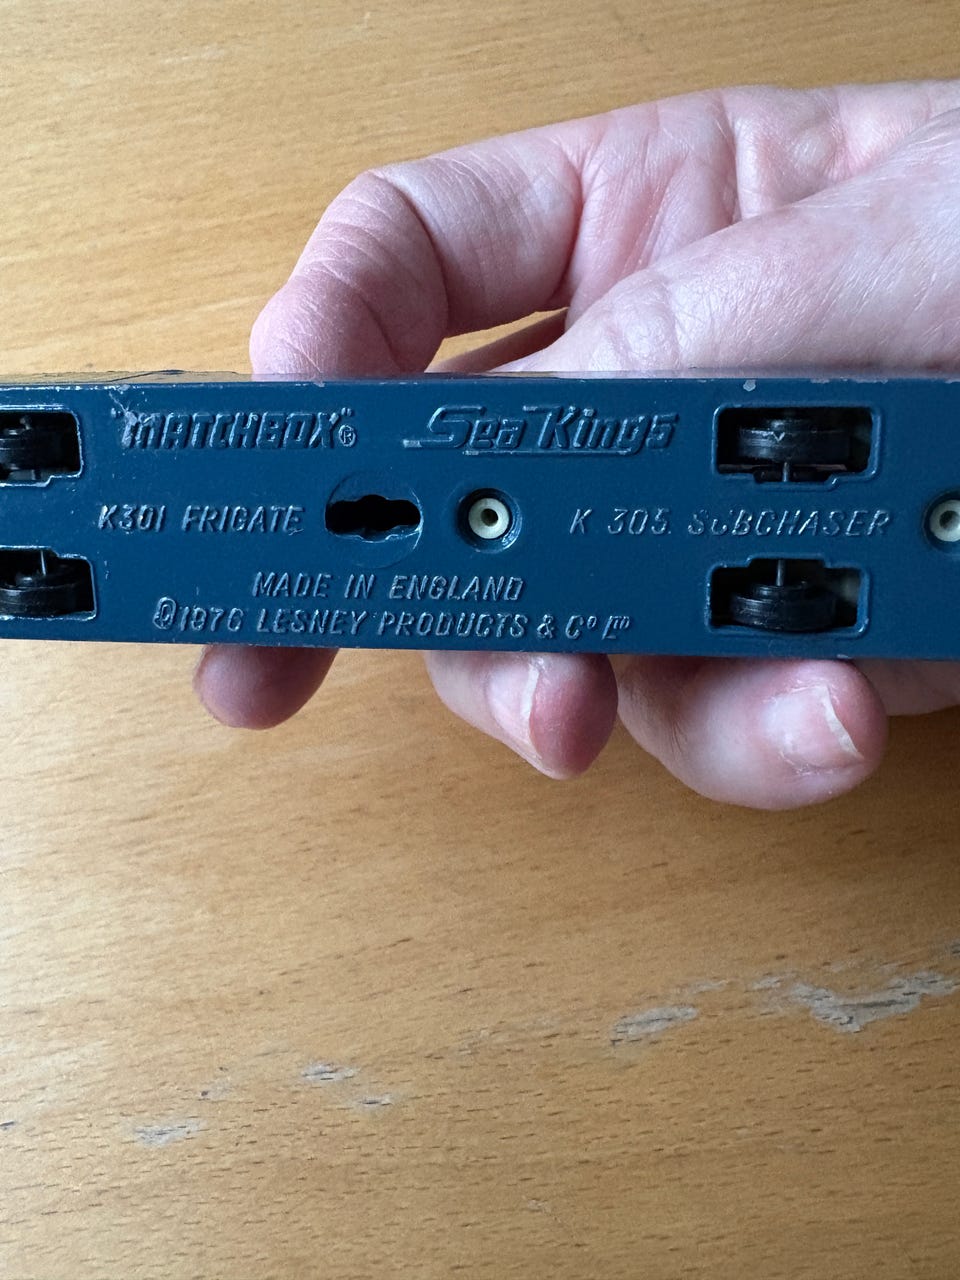 "MATCHBOX"® Sea Kings
K301 FRIGATE K 305 SUBCHASER
MADE IN ENGLAND
©1976 LESNEY PRODUCTS & Cº Lᵀᴰ